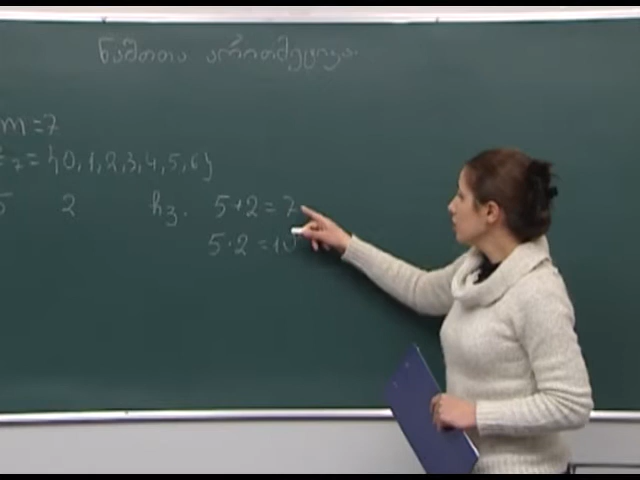 ნაშთთა არითმეტიკა.
m = 7
7 = {0, 1, 2, 3, 4, 5, 6}
5 2 ჩვ. 5+2=7
5·2=10